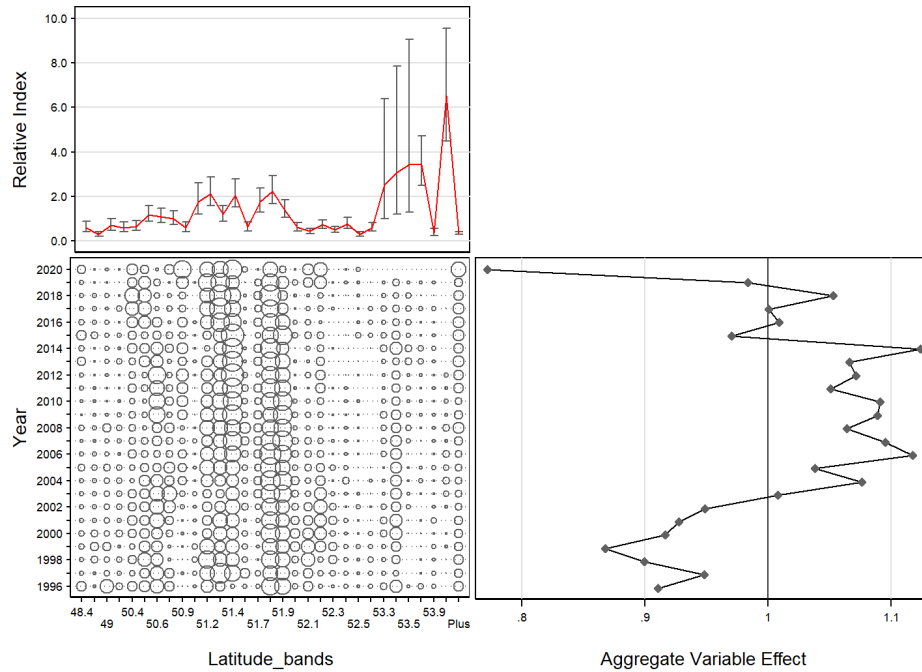 10.0
8.0
6.0
4.0
2.0
0.0
Relative Index
2020
2018
2016
2014
2012
2010
2008
2006
2004
2002
2000
1998
1996
Year
48.4 50.4 50.9 51.4 51.9 52.3 53.3 53.9
49 50.6 51.2 51.7 52.1 52.5 53.5 Plus
Latitude_bands
.8 .9 1 1.1
Aggregate Variable Effect